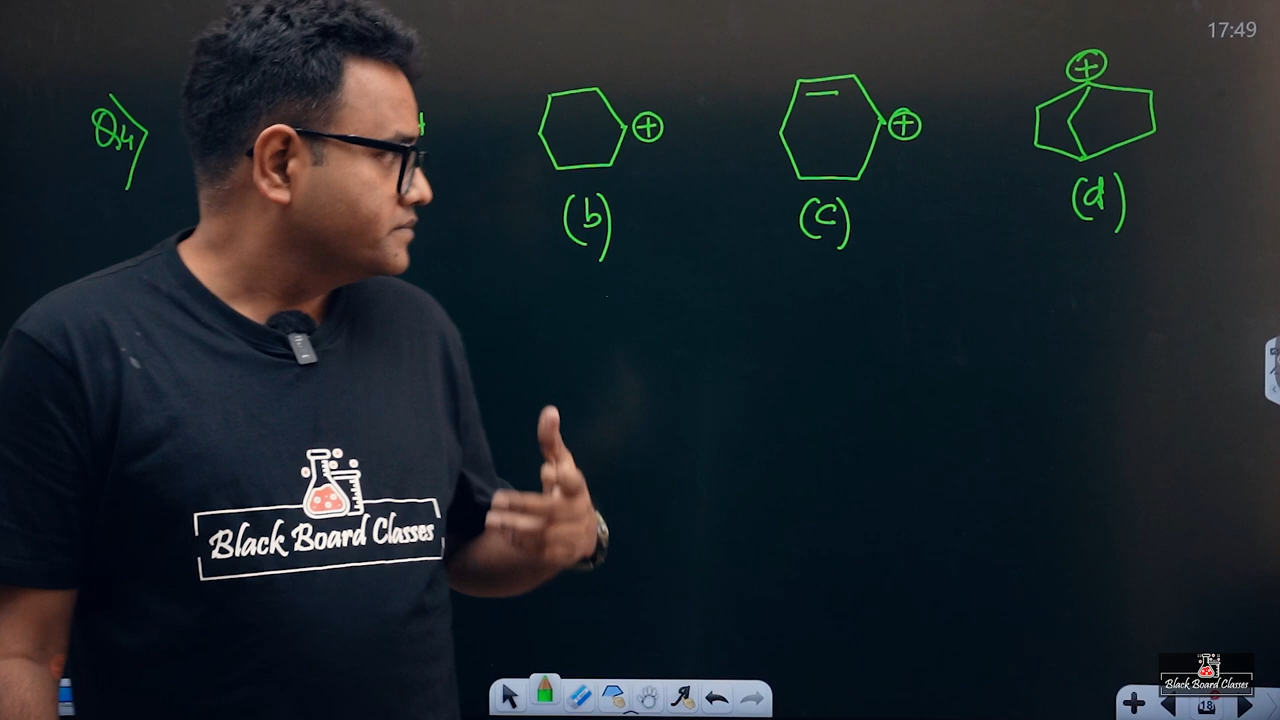 17:49
Q4
+
+
+
+
(b)
(c)
(d)
Black Board Classes
Black Board Classes
18